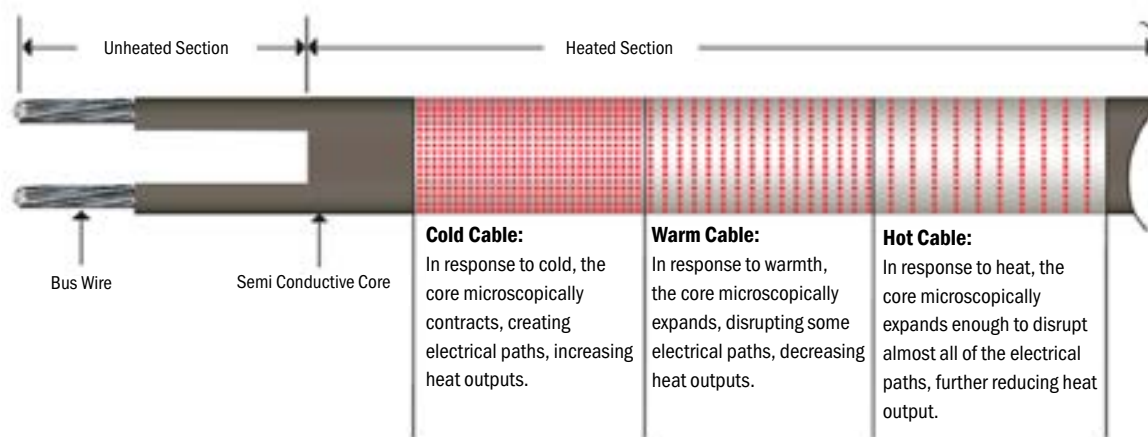 Unheated Section
Heated Section
Bus Wire
Semi Conductive Core
Cold Cable:
In response to cold, the
core microscopically
contracts, creating
electrical paths, increasing
heat outputs.
Warm Cable:
In response to warmth,
the core microscopically
expands, disrupting some
electrical paths, decreasing
heat outputs.
Hot Cable:
In response to heat, the
core microscopically
expands enough to disrupt
almost all of the electrical
paths, further reducing heat
output.